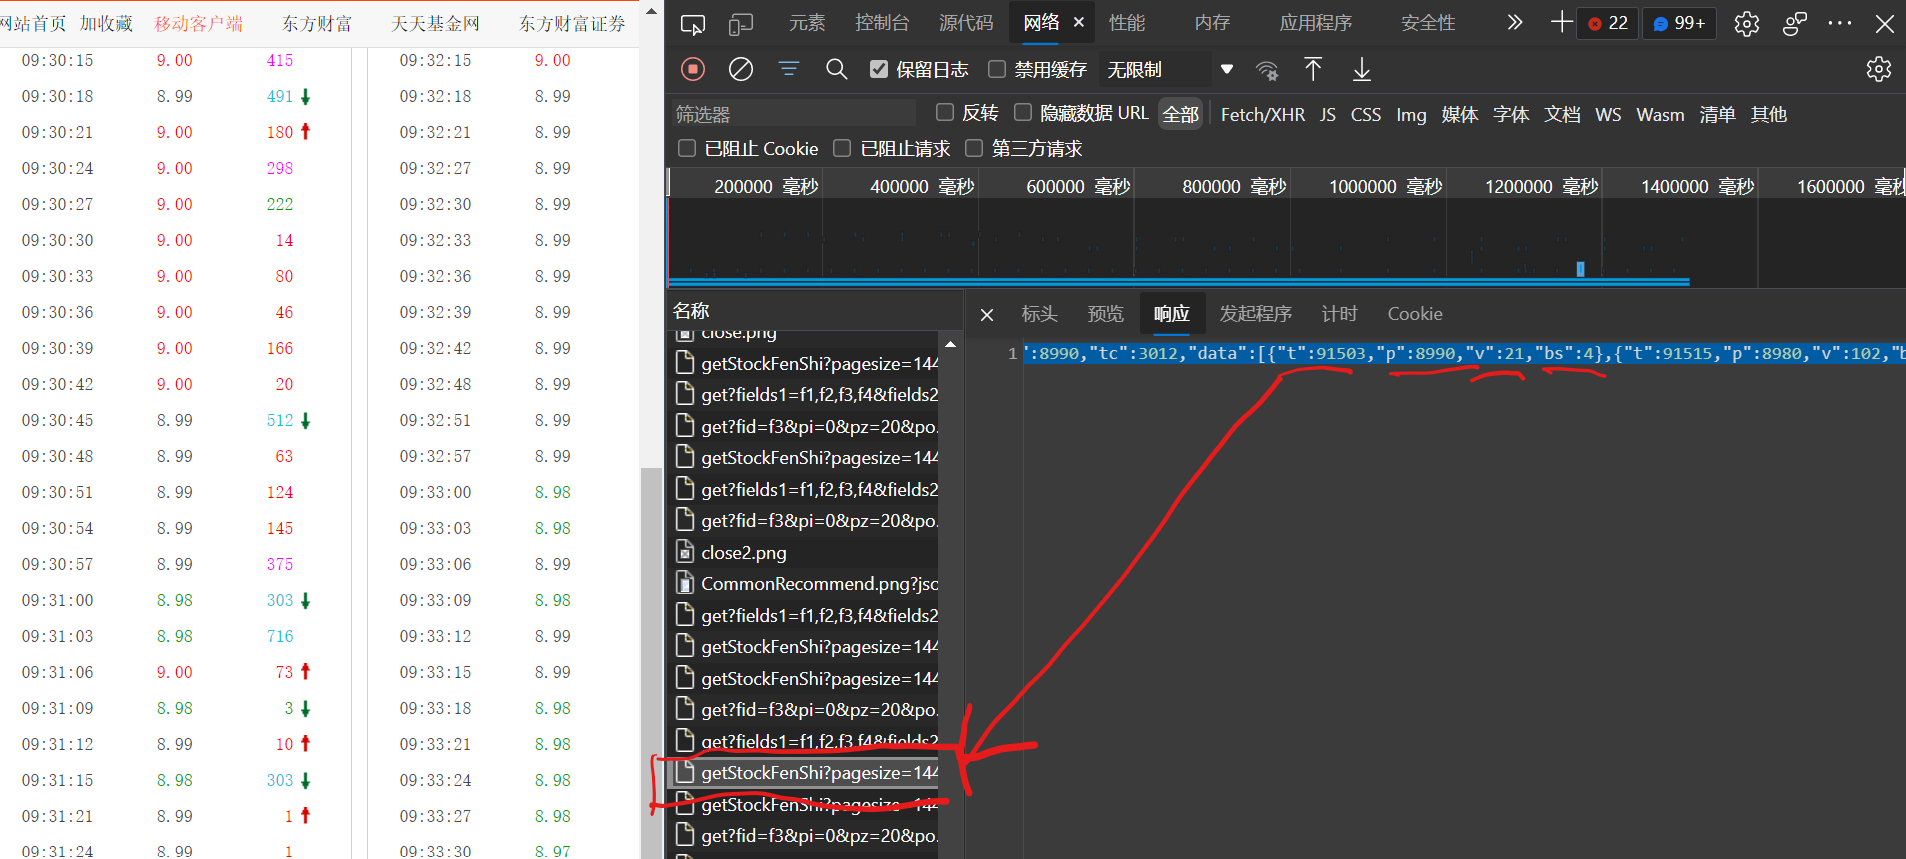 网站首页 加收藏 移动客户端 东方财富 天天基金网 东方财富证券
09:30:15 9.00 415 09:32:15 9.00
09:30:18 8.99 491 09:32:18 8.99
09:30:21 9.00 180 09:32:21 8.99
09:30:24 9.00 298 09:32:27 8.99
09:30:27 9.00 222 09:32:30 8.99
09:30:30 9.00 14 09:32:33 8.99
09:30:33 9.00 80 09:32:36 8.99
09:30:36 9.00 46 09:32:39 8.99
09:30:39 9.00 166 09:32:42 8.99
09:30:42 9.00 20 09:32:48 8.99
09:30:45 8.99 512 09:32:51 8.99
09:30:48 8.99 63 09:32:57 8.99
09:30:51 8.99 124 09:33:00 8.98
09:30:54 8.99 145 09:33:03 8.98
09:30:57 8.99 375 09:33:06 8.99
09:31:00 8.98 303 09:33:09 8.98
09:31:03 8.98 716 09:33:12 8.99
09:31:06 9.00 73 09:33:15 8.99
09:31:09 8.98 3 09:33:18 8.98
09:31:12 8.99 10 09:33:21 8.98
09:31:15 8.98 303 09:33:24 8.98
09:31:21 8.99 1 09:33:27 8.98
09:31:24 8.99 1 09:33:30 8.97
元素 控制台 源代码 网络 性能 内存 应用程序 安全性 22 99+
保留日志 禁用缓存 无限制
筛选器 反转 隐藏数据 URL 全部 Fetch/XHR JS CSS Img 媒体 字体 文档 WS Wasm 清单 其他
已阻止 Cookie 已阻止请求 第三方请求
200000 毫秒 400000 毫秒 600000 毫秒 800000 毫秒 1000000 毫秒 1200000 毫秒 1400000 毫秒 1600000 毫秒
名称
close.png
getStockFenShi?pagesize=144
get?fields1=f1,f2,f3,f4&fields2
get?fid=f3&pi=0&pz=20&po.
getStockFenShi?pagesize=144
get?fields1=f1,f2,f3,f4&fields2
get?fid=f3&pi=0&pz=20&po.
close2.png
CommonRecommend.png?jso
get?fields1=f1,f2,f3,f4&fields2
getStockFenShi?pagesize=144
getStockFenShi?pagesize=144
get?fid=f3&pi=0&pz=20&po.
get?fields1=f1,f2,f3,f4&fields2
getStockFenShi?pagesize=144
getStockFenShi?pagesize=144
get?fid=f3&pi=0&pz=20&po.
标头 预览 响应 发起程序 计时 Cookie
1 ":8990,"tc":3012,"data":[{"t":91503,"p":8990,"v":21,"bs":4},{"t":91515,"p":8980,"v":102,"b